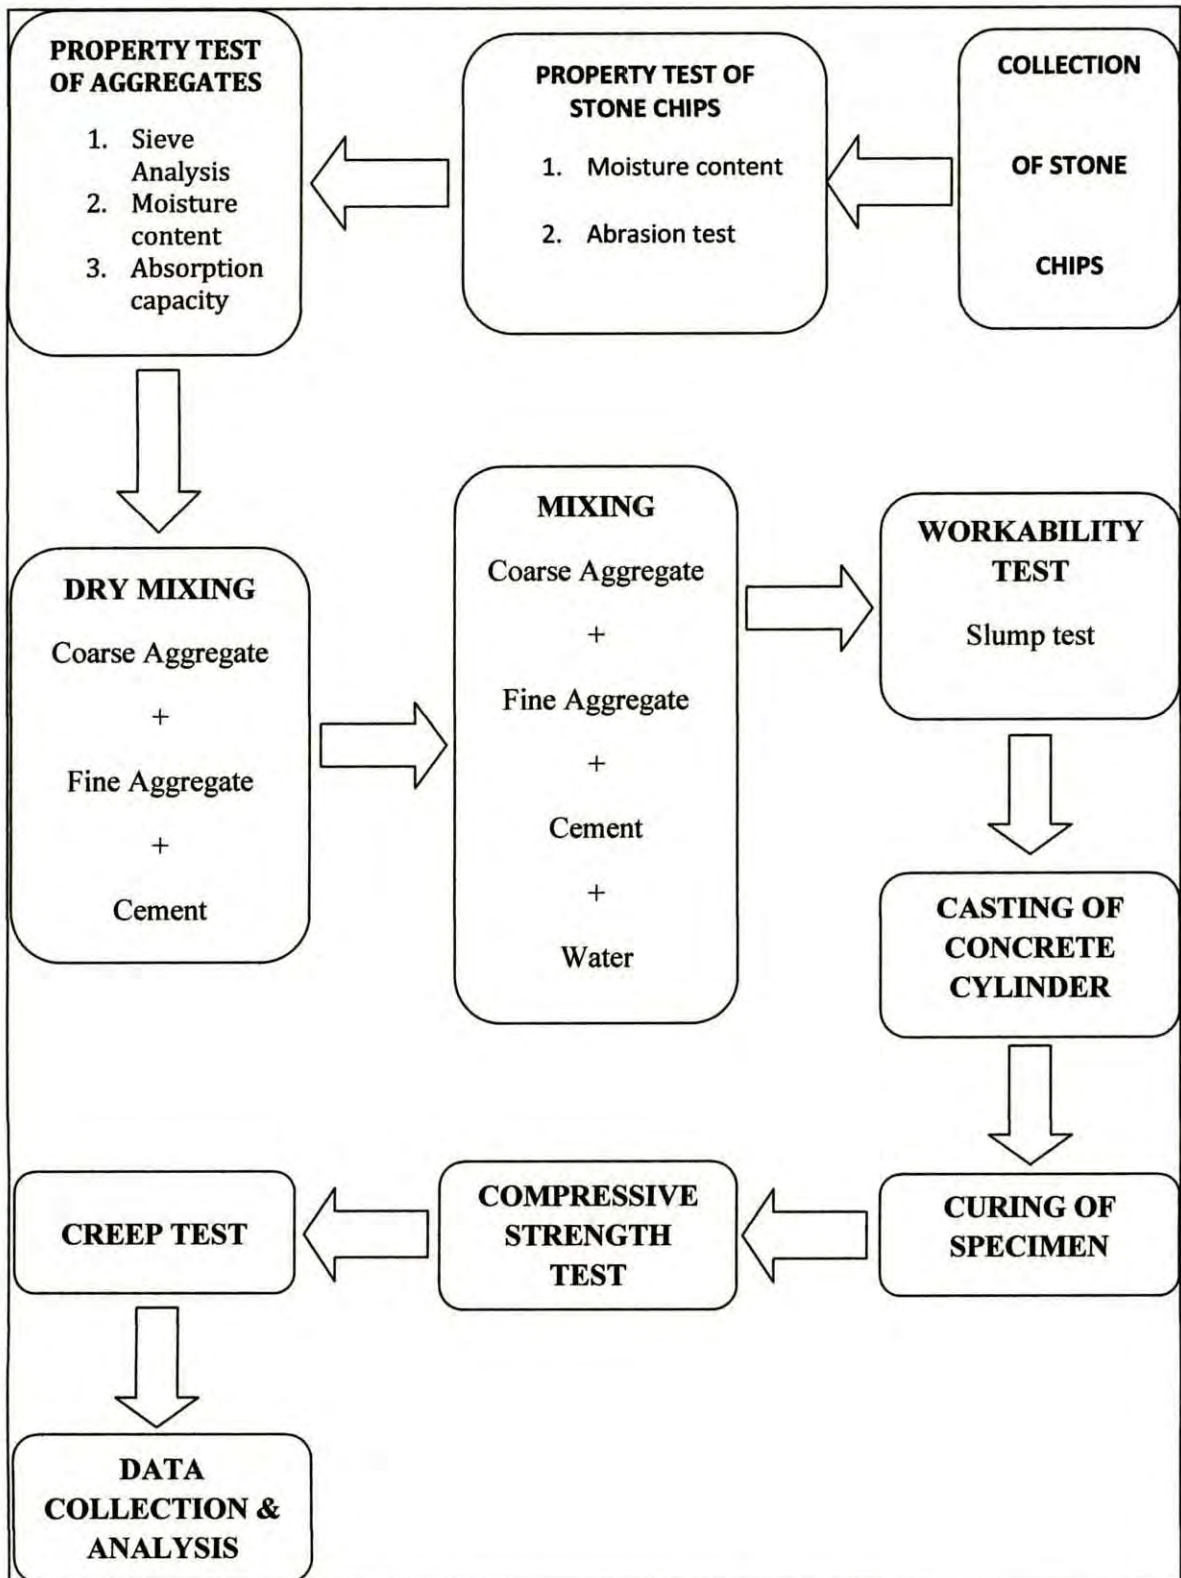 PROPERTY TEST
OF AGGREGATES
1. Sieve
Analysis
2. Moisture
content
3. Absorption
capacity
PROPERTY TEST OF
STONE CHIPS
1. Moisture content
2. Abrasion test
COLLECTION
OF STONE
CHIPS
DRY MIXING
Coarse Aggregate
+
Fine Aggregate
+
Cement
MIXING
Coarse Aggregate
+
Fine Aggregate
+
Cement
+
Water
WORKABILITY
TEST
Slump test
CASTING OF
CONCRETE
CYLINDER
CURING OF
SPECIMEN
COMPRESSIVE
STRENGTH
TEST
CREEP TEST
DATA
COLLECTION &
ANALYSIS